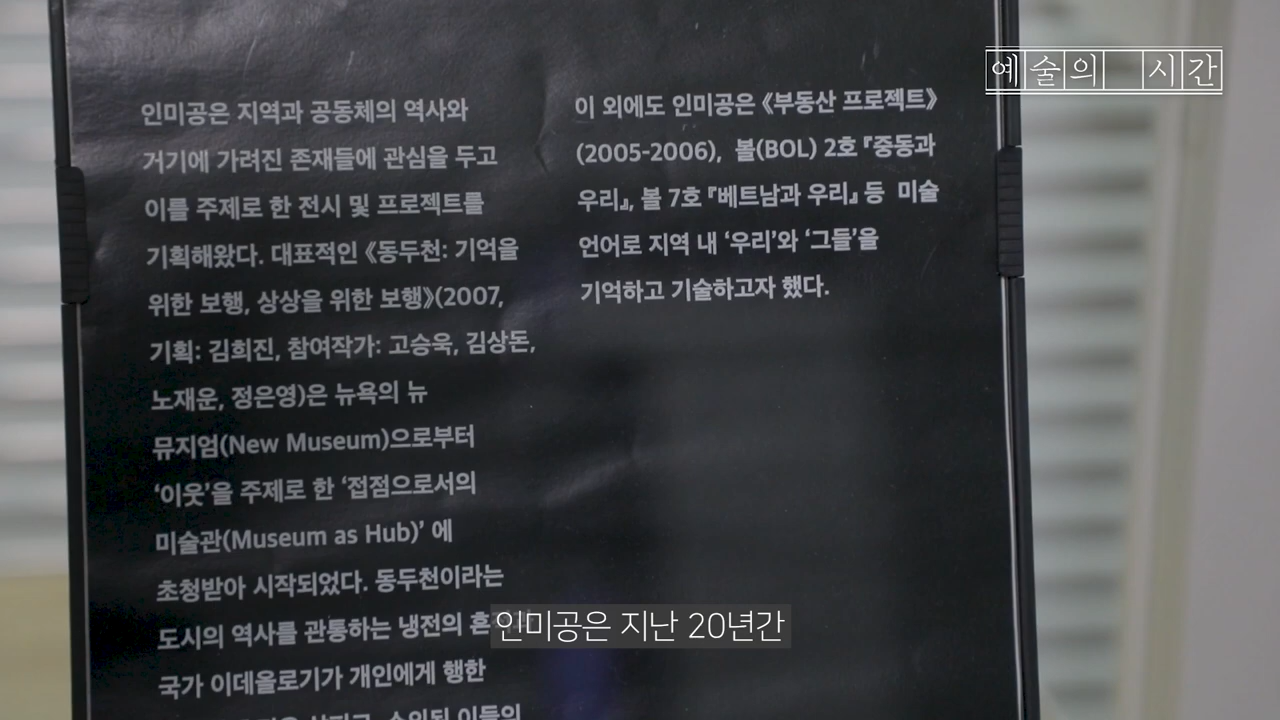 예술의 시간
인미공은 지역과 공동체의 역사와
거기에 가려진 존재들에 관심을 두고
이를 주제로 한 전시 및 프로젝트를
기획해왔다. 대표적인 《동두천: 기억을
위한 보행, 상상을 위한 보행》(2007,
기획: 김희진, 참여작가: 고승욱, 김상돈,
노재운, 정은영)은 뉴욕의 뉴
뮤지엄(New Museum)으로부터
‘이웃’을 주제로 한 ‘접점으로서의
미술관(Museum as Hub)’ 에
초청받아 시작되었다. 동두천이라는
도시의 역사를 관통하는 냉전의
국가 이데올로기가 개인에게 행한
이들의
이 외에도 인미공은 《부동산 프로젝트》
(2005-2006), 볼(BOL) 2호 『중동과
우리』, 볼 7호 『베트남과 우리』 등 미술
언어로 지역 내 ‘우리’와 ‘그들’을
기억하고 기술하고자 했다.
인미공은 지난 20년간